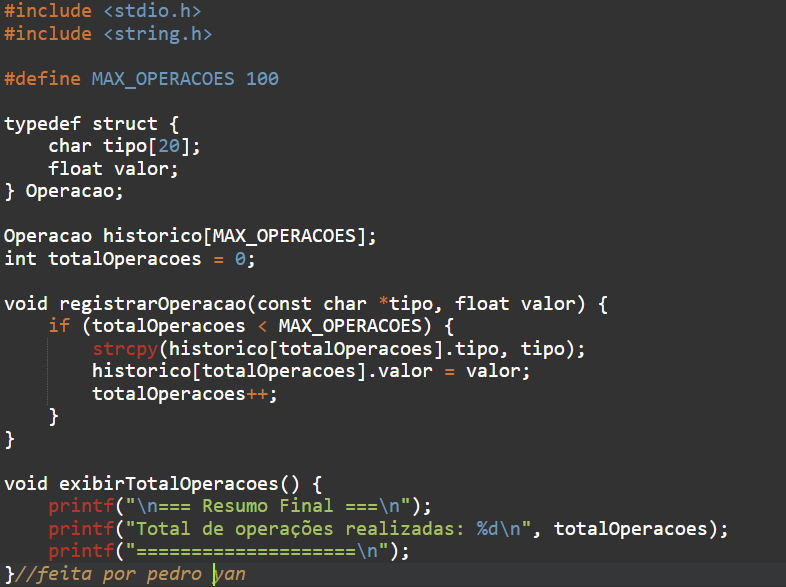 #include <stdio.h>
#include <string.h>
#define MAX_OPERACOES 100
typedef struct {
    char tipo[20];
    float valor;
} Operacao;
Operacao historico[MAX_OPERACOES];
int totalOperacoes = 0;
void registrarOperacao(const char *tipo, float valor) {
    if (totalOperacoes < MAX_OPERACOES) {
        strcpy(historico[totalOperacoes].tipo, tipo);
        historico[totalOperacoes].valor = valor;
        totalOperacoes++;
    }
}
void exibirTotalOperacoes() {
    printf("\n=== Resumo Final ===\n");
    printf("Total de operações realizadas: %d\n", totalOperacoes);
    printf("====================\n");
}//feita por pedro yan